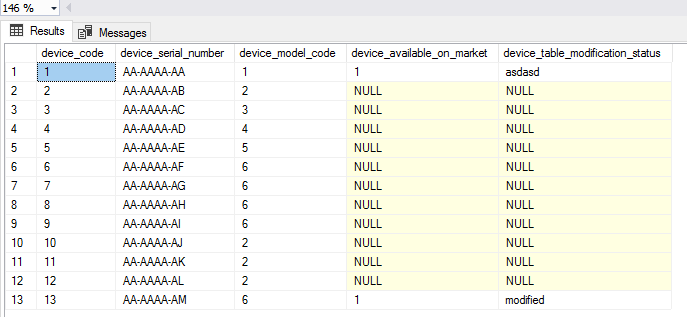 146 %
Results Messages
device_code device_serial_number device_model_code device_available_on_market device_table_modification_status
1 1 AA-AAAA-AA 1 1 asdasd
2 2 AA-AAAA-AB 2 NULL NULL
3 3 AA-AAAA-AC 3 NULL NULL
4 4 AA-AAAA-AD 4 NULL NULL
5 5 AA-AAAA-AE 5 NULL NULL
6 6 AA-AAAA-AF 6 NULL NULL
7 7 AA-AAAA-AG 6 NULL NULL
8 8 AA-AAAA-AH 6 NULL NULL
9 9 AA-AAAA-AI 6 NULL NULL
10 10 AA-AAAA-AJ 2 NULL NULL
11 11 AA-AAAA-AK 2 NULL NULL
12 12 AA-AAAA-AL 2 NULL NULL
13 13 AA-AAAA-AM 6 1 modified